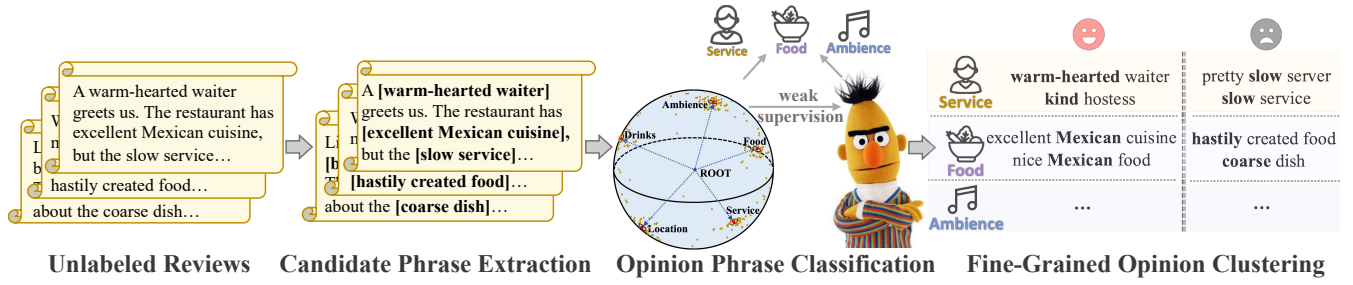 A warm-hearted waiter
greets us. The restaurant has
excellent Mexican cuisine,
but the slow service…
hastily created food…
about the coarse dish…
Unlabeled Reviews
A [warm-hearted waiter]
greets us. The restaurant has
[excellent Mexican cuisine],
but the [slow service]…
[hastily created food]…
about the [coarse dish]…
Candidate Phrase Extraction
Service
Food
Ambience
Ambience
Drinks
Food
ROOT
Service
Location
weak
supervision
Opinion Phrase Classification
Service
warm-hearted waiter
kind hostess
pretty slow server
slow service
Food
excellent Mexican cuisine
nice Mexican food
hastily created food
coarse dish
Ambience
...
...
Fine-Grained Opinion Clustering